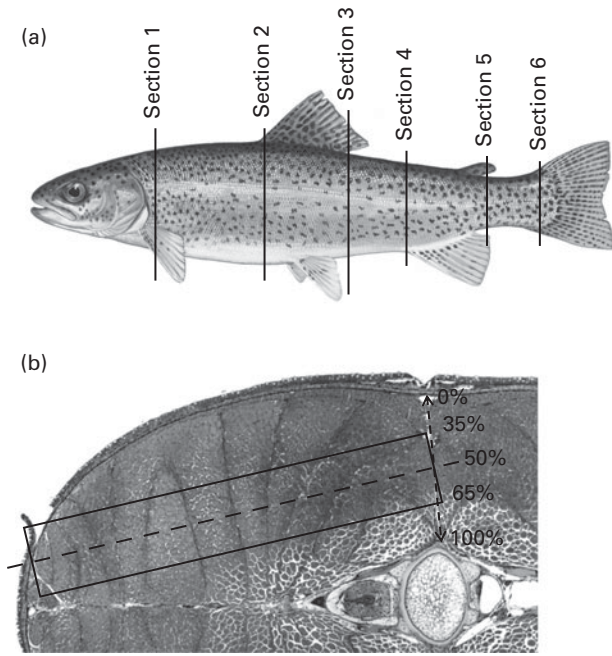 (a)
Section 1
Section 2
Section 3
Section 4
Section 5
Section 6
(b)
0%
35%
50%
65%
100%